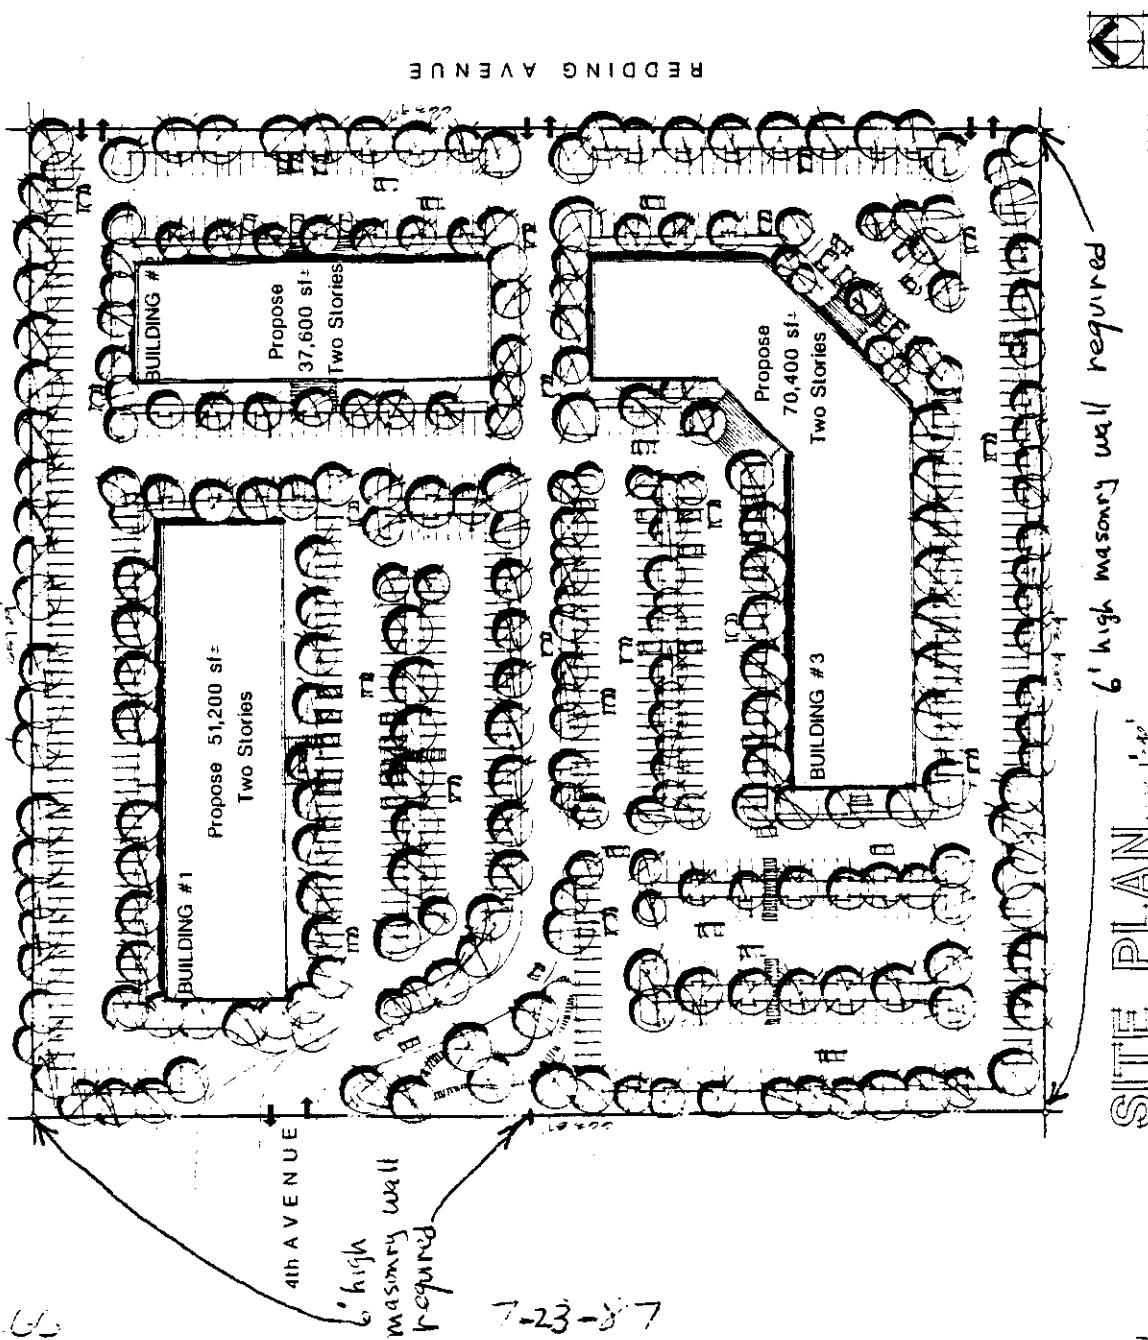 REDDING AVENUE
BUILDING #
Propose
37,600 sf±
Two Stories
Propose
70,400 sf±
Two Stories
BUILDING #3
Propose 51,200 sf±
Two Stories
BUILDING #1
4th AVENUE
6' high
masonry wall
required
6' high masonry wall required
7-23-87
SITE PLAN